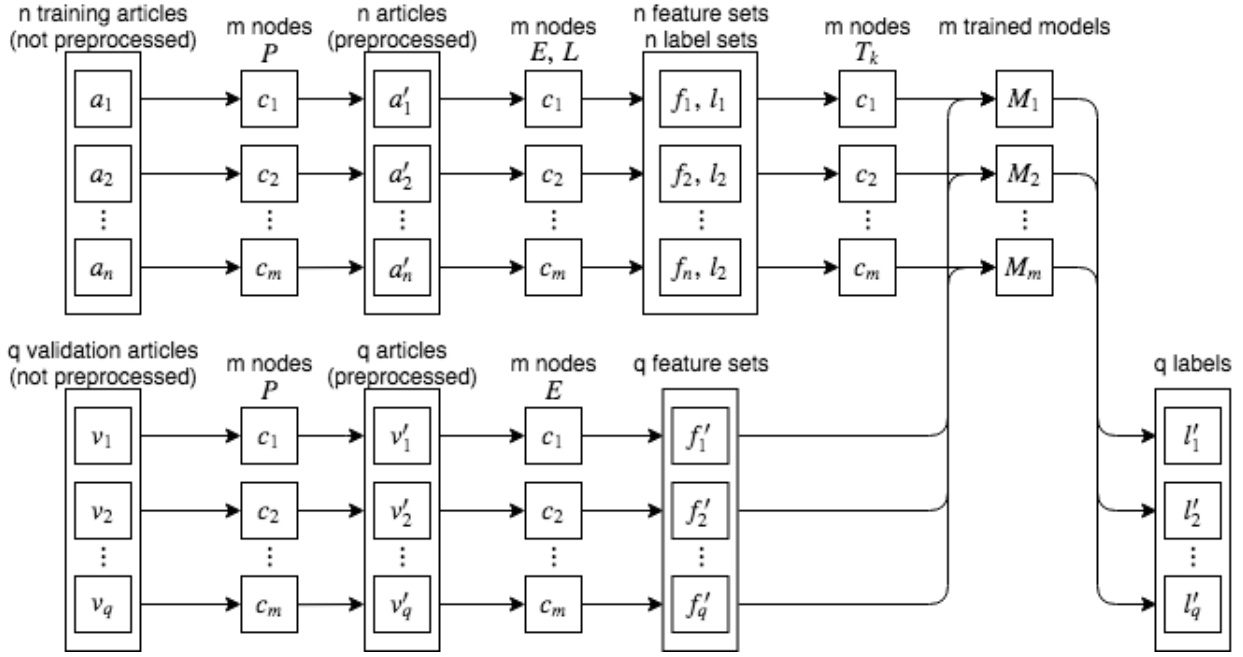 n training articles
(not preprocessed)
m nodes
P
n articles
(preprocessed)
m nodes
E, L
n feature sets
n label sets
m nodes
T_k
m trained models
a_1 c_1 a′_1 c_1 f_1, l_1 c_1 M_1
a_2 c_2 a′_2 c_2 f_2, l_2 c_2 M_2
⋮ ⋮ ⋮ ⋮ ⋮ ⋮ ⋮
a_n c_m a′_n c_m f_n, l_2 c_m M_m
q validation articles
(not preprocessed)
m nodes
P
q articles
(preprocessed)
m nodes
E
q feature sets
q labels
v_1 c_1 v′_1 c_1 f′_1 l′_1
v_2 c_2 v′_2 c_2 f′_2 l′_2
⋮ ⋮ ⋮ ⋮ ⋮ ⋮
v_q c_m v′_q c_m f′_q l′_q